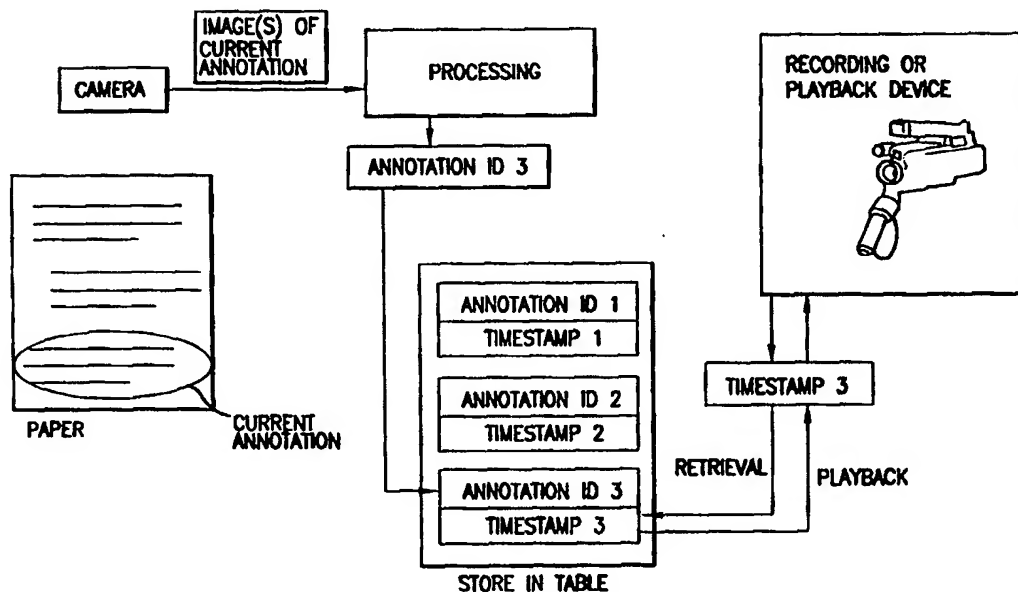 IMAGE(S) OF
CURRENT
ANNOTATION
CAMERA
PROCESSING
RECORDING OR
PLAYBACK DEVICE
ANNOTATION ID 3
ANNOTATION ID 1
TIMESTAMP 1
ANNOTATION ID 2
TIMESTAMP 2
ANNOTATION ID 3
TIMESTAMP 3
TIMESTAMP 3
RETRIEVAL
PLAYBACK
PAPER
CURRENT
ANNOTATION
STORE IN TABLE